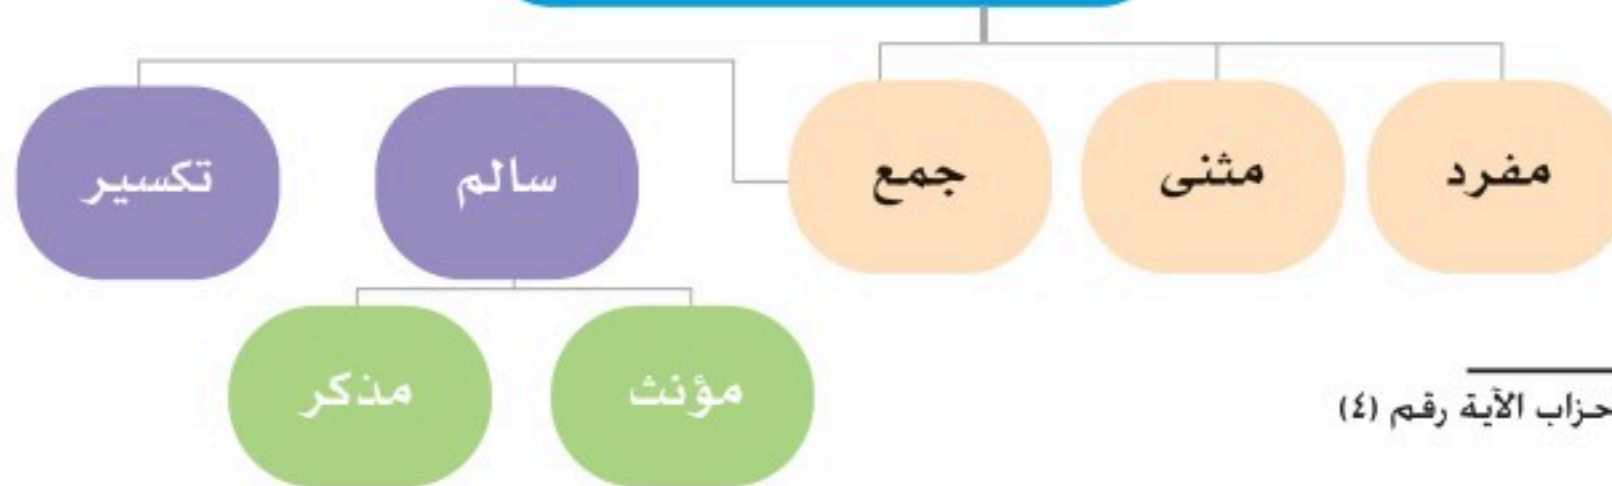 مفرد
مثنى
جمع
سالم
تكسير
مؤنث
مذكر
حزاب الآية رقم (٤)